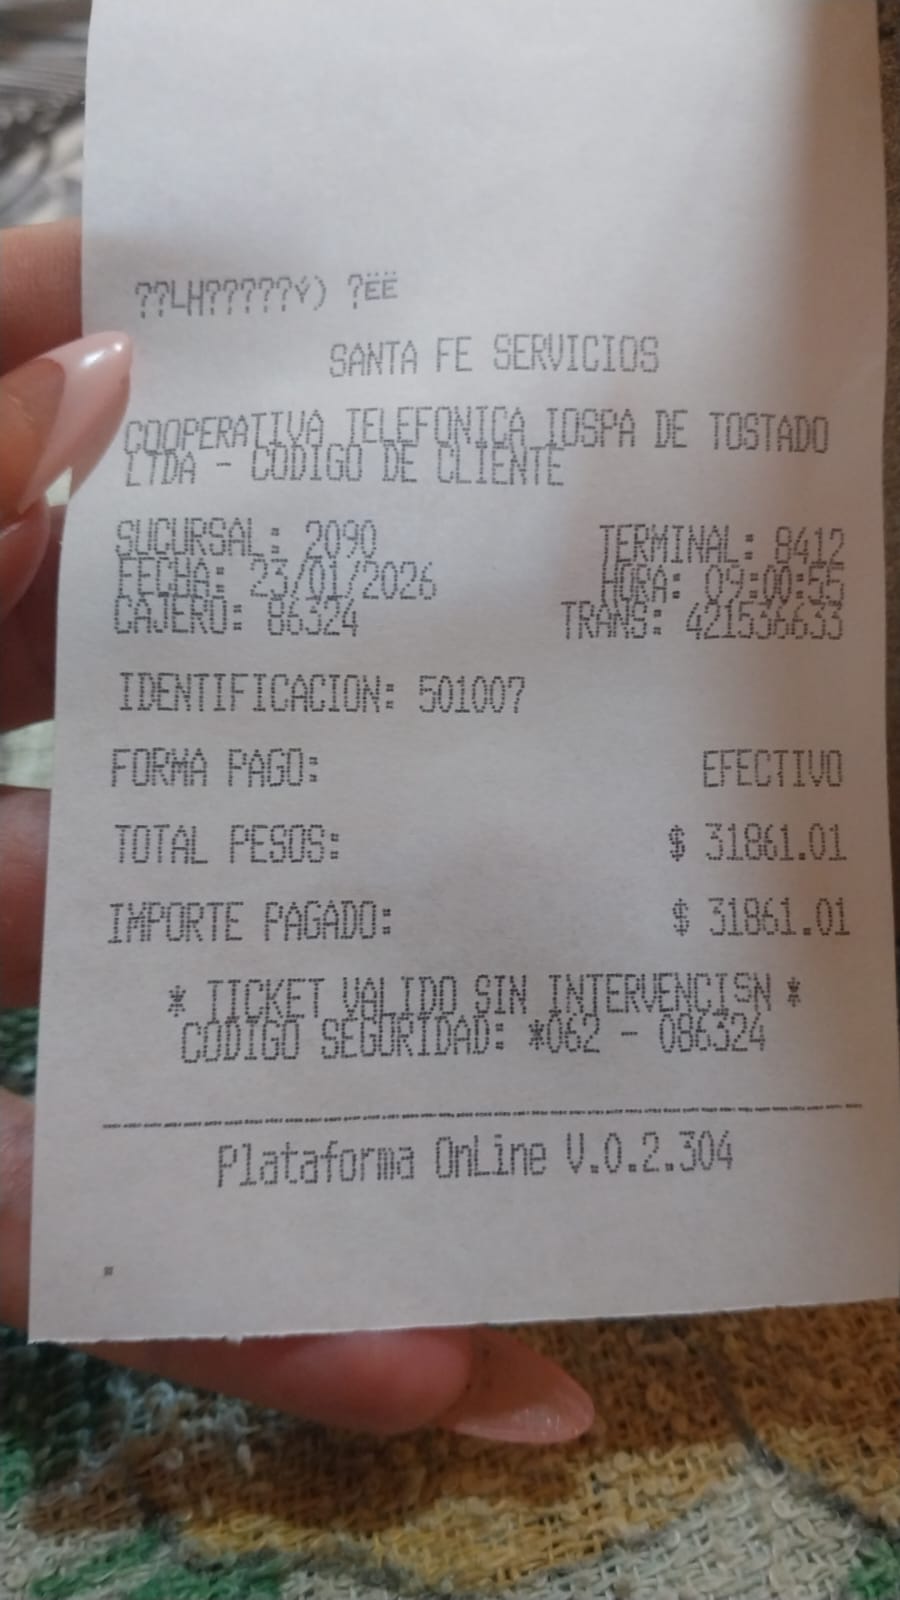 ??LH?????Ý) ?ËË
SANTA FE SERVICIOS
COOPERATIVA TELEFONICA IOSPA DE TOSTADO
LTDA - CODIGO DE CLIENTE
SUCURSAL: 2090 TERMINAL: 8412
FECHA: 23/01/2026 HORA: 09:00:55
CAJERO: 86324 TRANS: 421536633
IDENTIFICACION: 501007
FORMA PAGO: EFECTIVO
TOTAL PESOS: $ 31861.01
IMPORTE PAGADO: $ 31861.01
* TICKET VALIDO SIN INTERVENCISN *
CODIGO SEGURIDAD: *062 - 086324
Plataforma OnLine V.0.2.304